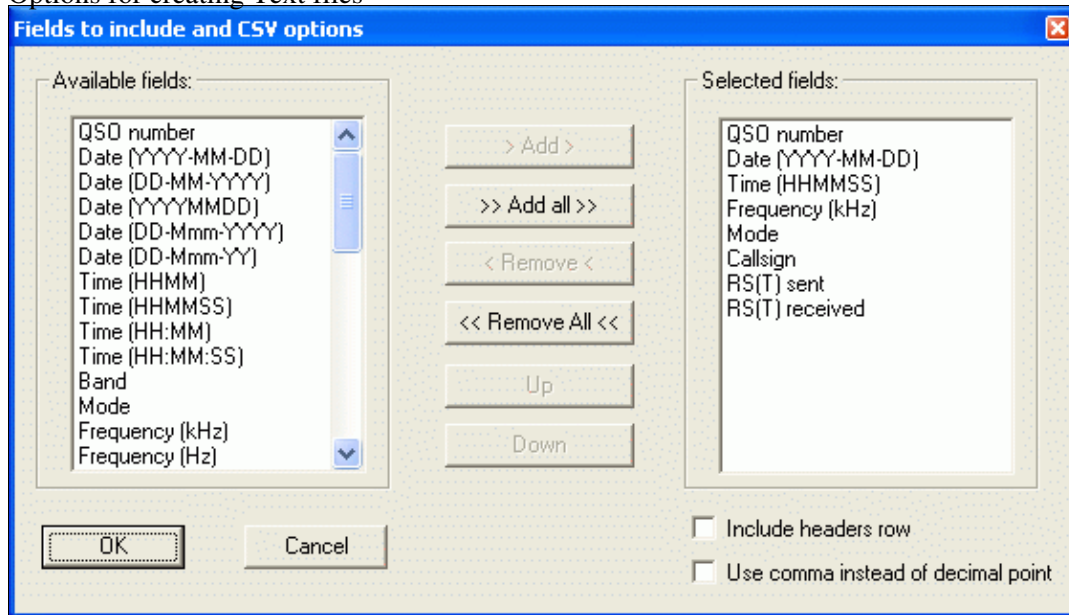 Options for creating Text files
Fields to include and CSV options
Available fields:
QSO number
Date (YYYY-MM-DD)
Date (DD-MM-YYYY)
Date (YYYYMMDD)
Date (DD-Mmm-YYYY)
Date (DD-Mmm-YY)
Time (HHMM)
Time (HHMMSS)
Time (HH:MM)
Time (HH:MM:SS)
Band
Mode
Frequency (kHz)
Frequency (Hz)
> Add >
>> Add all >>
< Remove <
<< Remove All <<
Up
Down
Selected fields:
QSO number
Date (YYYY-MM-DD)
Time (HHMMSS)
Frequency (kHz)
Mode
Callsign
RS(T) sent
RS(T) received
OK
Cancel
Include headers row
Use comma instead of decimal point